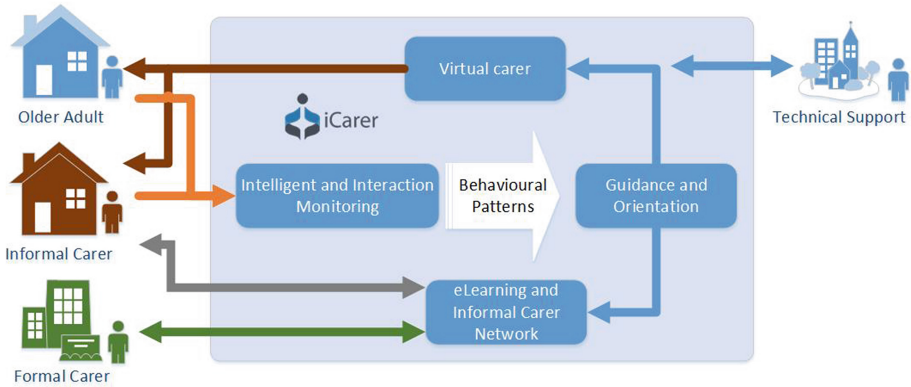 Virtual carer
Older Adult
Technical Support
iCarer
Intelligent and Interaction
Monitoring
Behavioural
Patterns
Guidance and
Orientation
Informal Carer
eLearning and
Informal Carer
Network
Formal Carer